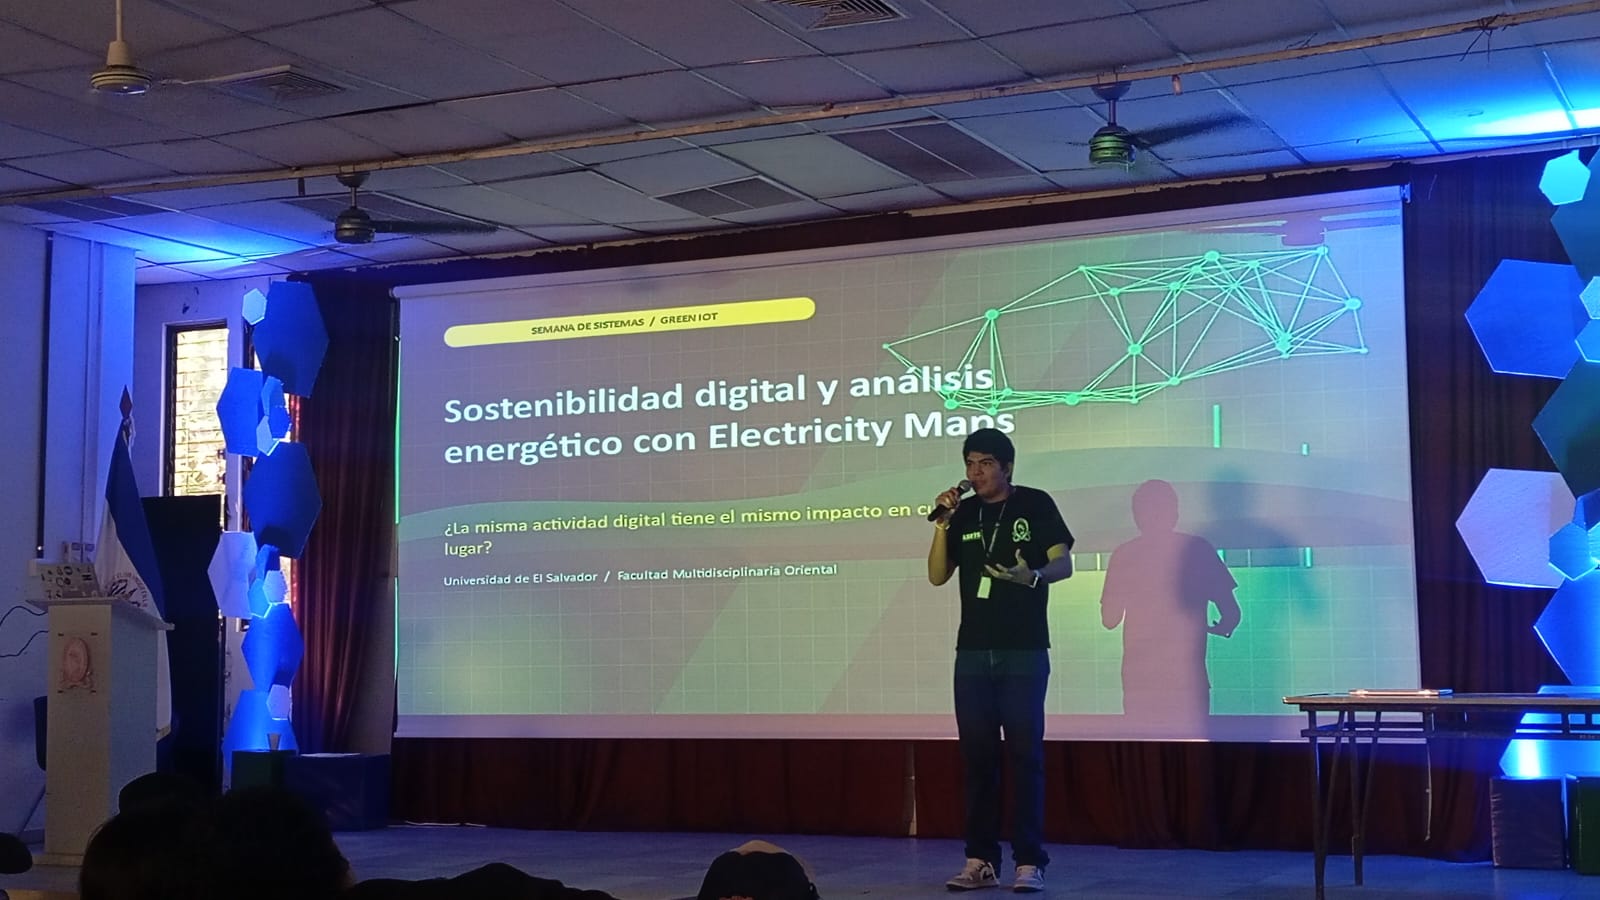 SEMANA DE SISTEMAS / GREEN IOT
Sostenibilidad digital y análisis
energético con Electricity Maps
¿La misma actividad digital tiene el mismo impacto en
lugar?
Universidad de El Salvador / Facultad Multidisciplinaria Oriental